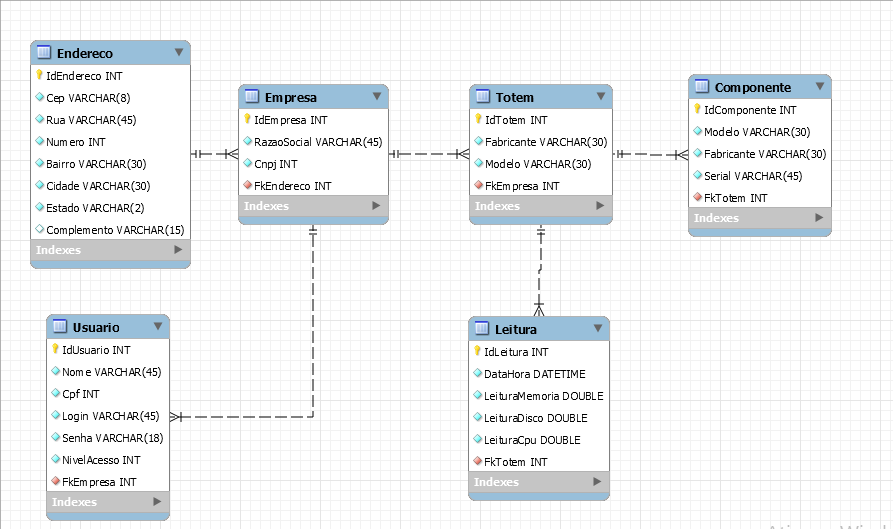 Endereco
IdEndereco INT
Cep VARCHAR(8)
Rua VARCHAR(45)
Numero INT
Bairro VARCHAR(30)
Cidade VARCHAR(30)
Estado VARCHAR(2)
Complemento VARCHAR(15)
Indexes
Empresa
IdEmpresa INT
RazaoSocial VARCHAR(45)
Cnpj INT
FkEndereco INT
Indexes
Totem
IdTotem INT
Fabricante VARCHAR(30)
Modelo VARCHAR(30)
FkEmpresa INT
Indexes
Componente
IdComponente INT
Modelo VARCHAR(30)
Fabricante VARCHAR(30)
Serial VARCHAR(45)
FkTotem INT
Indexes
Usuario
IdUsuario INT
Nome VARCHAR(45)
Cpf INT
Login VARCHAR(45)
Senha VARCHAR(18)
NivelAcesso INT
FkEmpresa INT
Indexes
Leitura
IdLeitura INT
DataHora DATETIME
LeituraMemoria DOUBLE
LeituraDisco DOUBLE
LeituraCpu DOUBLE
FkTotem INT
Indexes